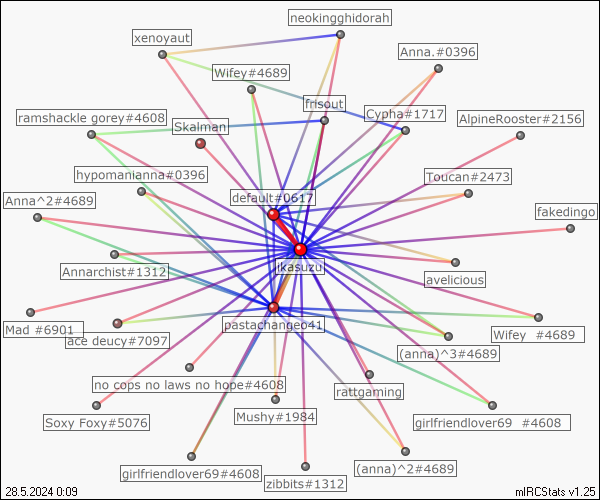 neokingghidorah
xenoyaut
Anna.#0396
Wifey#4689
frisout
Cypha#1717
AlpineRooster#2156
ramshackle gorey#4608
Skalman
hypomanianna#0396
Toucan#2473
default#0617
Anna^2#4689
fakedingo
ikasuzu
Annarchist#1312
avelicious
Mad #6901
ace deucy#7097
pastachangeo41
Wifey  #4689
(anna)^3#4689
no cops no laws no hope#4608
rattgaming
Soxy Foxy#5076
Mushy#1984
girlfriendlover69  #4608
girlfriendlover69#4608
zibbits#1312
(anna)^2#4689
28.5.2024 0:09
mIRCStats v1.25